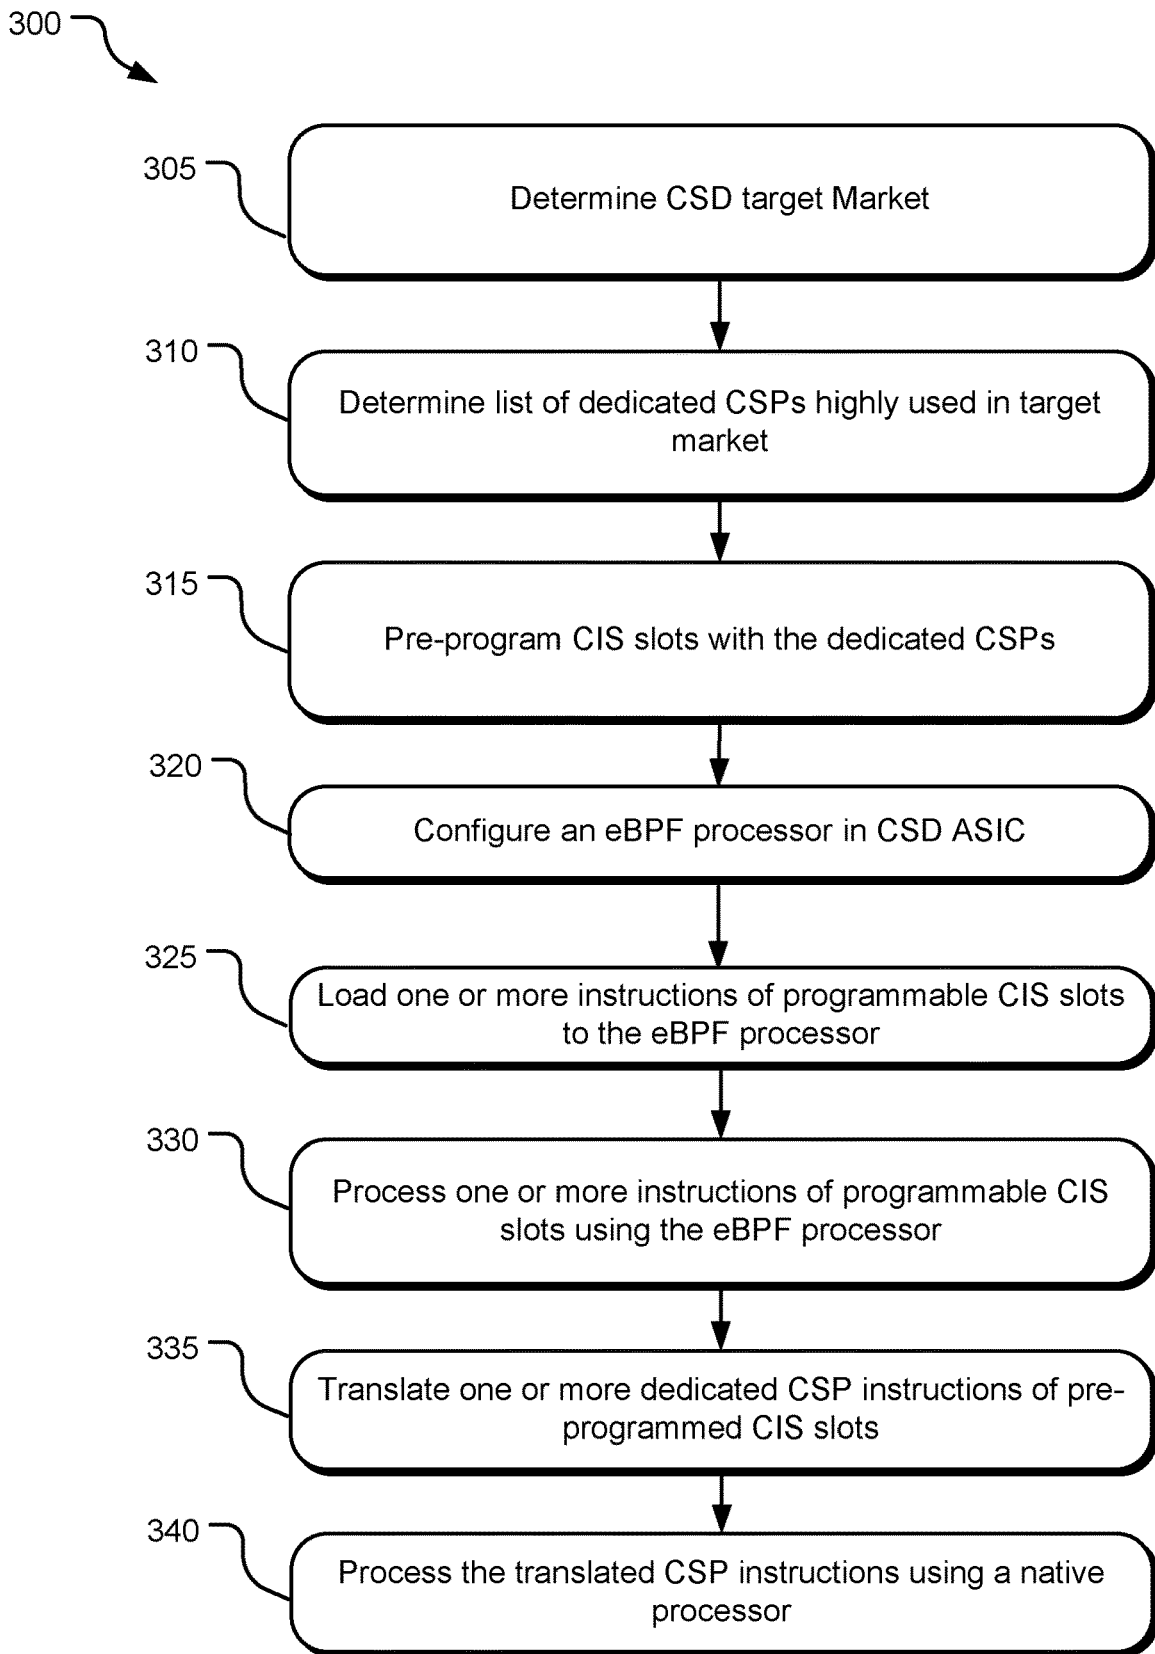 300
305
Determine CSD target Market
310
Determine list of dedicated CSPs highly used in target
market
315
Pre-program CIS slots with the dedicated CSPs
320
Configure an eBPF processor in CSD ASIC
325
Load one or more instructions of programmable CIS slots
to the eBPF processor
330
Process one or more instructions of programmable CIS
slots using the eBPF processor
335
Translate one or more dedicated CSP instructions of pre-
programmed CIS slots
340
Process the translated CSP instructions using a native
processor